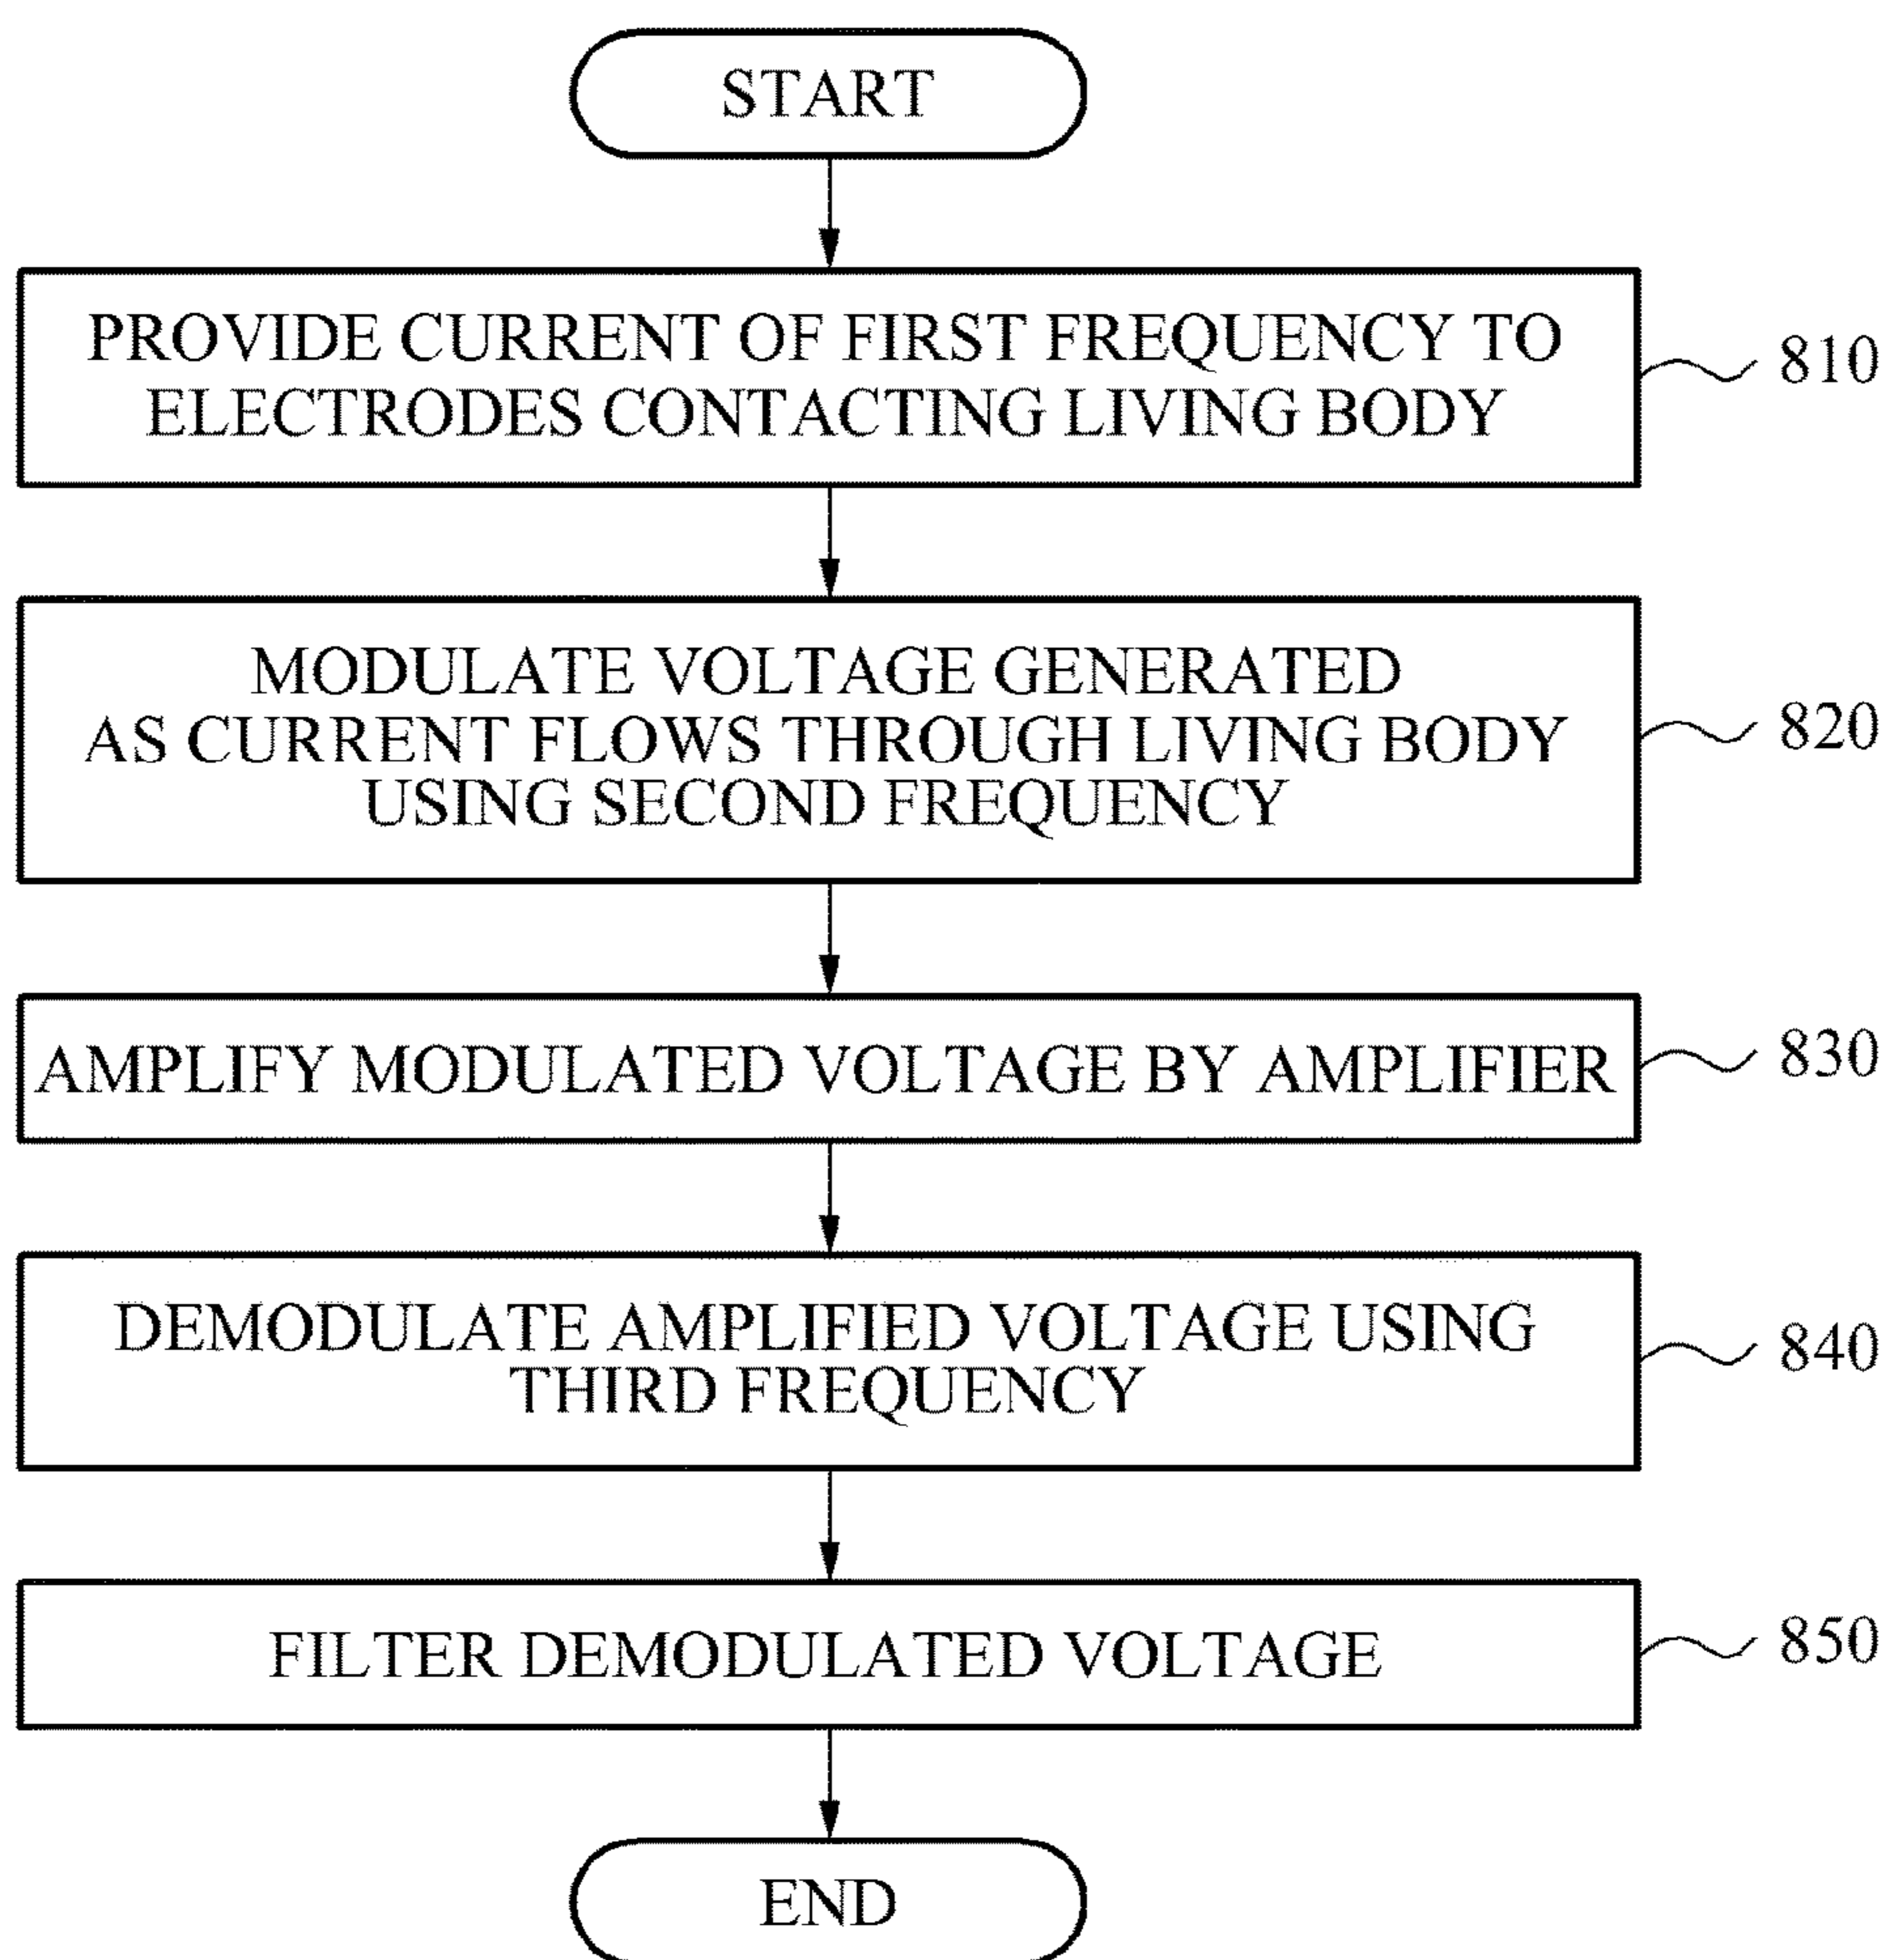 START
PROVIDE CURRENT OF FIRST FREQUENCY TO
ELECTRODES CONTACTING LIVING BODY
810
MODULATE VOLTAGE GENERATED
AS CURRENT FLOWS THROUGH LIVING BODY
USING SECOND FREQUENCY
820
AMPLIFY MODULATED VOLTAGE BY AMPLIFIER
830
DEMODULATE AMPLIFIED VOLTAGE USING
THIRD FREQUENCY
840
FILTER DEMODULATED VOLTAGE
850
END